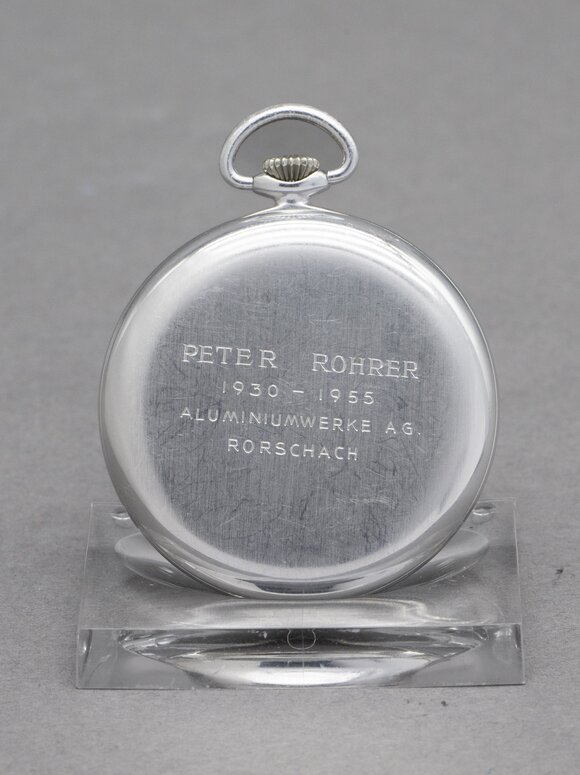 PETER ROHRER
1930 - 1955
ALUMINIUMWERKE AG.
RORSCHACH